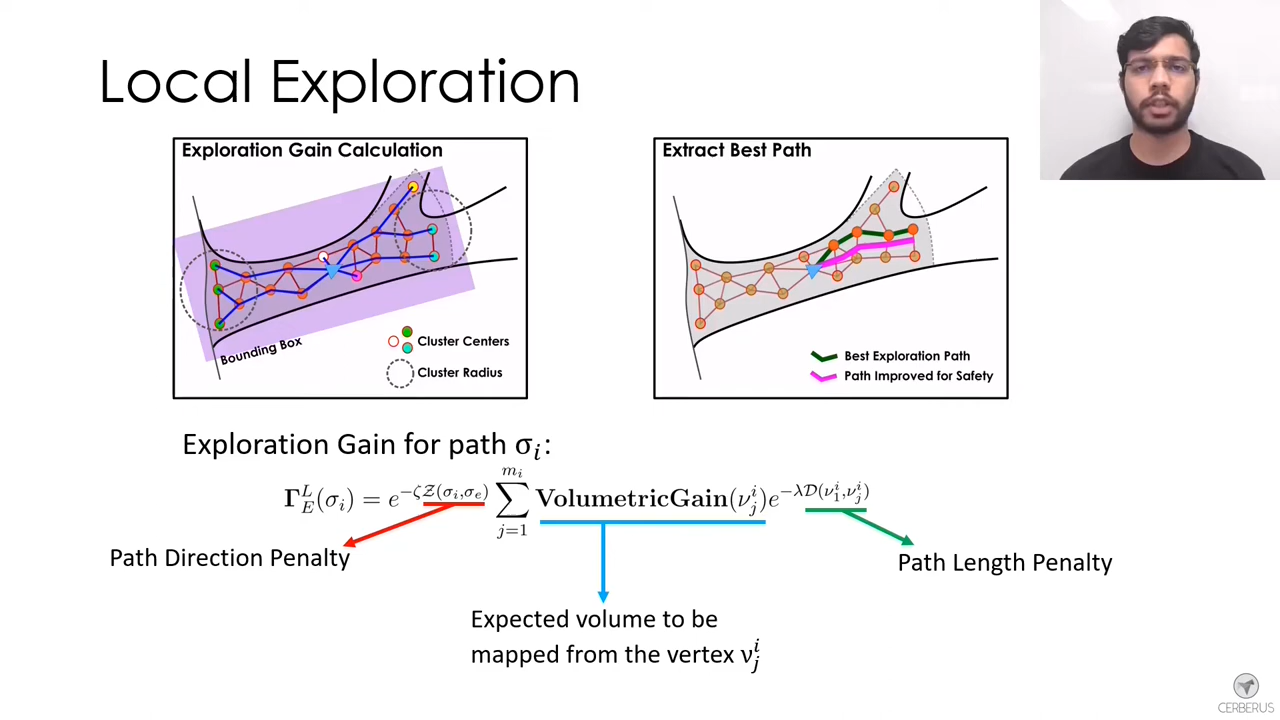 Local Exploration
Exploration Gain Calculation
Bounding Box
Cluster Centers
Cluster Radius
Extract Best Path
Best Exploration Path
Path Improved for Safety
Exploration Gain for path σᵢ:
Γ_E^L(σ_i) = e^{−ζZ(σ_i,σ_e)} ∑_{j=1}^{m_i} VolumetricGain(ν_j^i)e^{−λD(ν_1^i,ν_j^i)}
Path Direction Penalty
Path Length Penalty
Expected volume to be
mapped from the vertex ν_j^i
CERBERUS